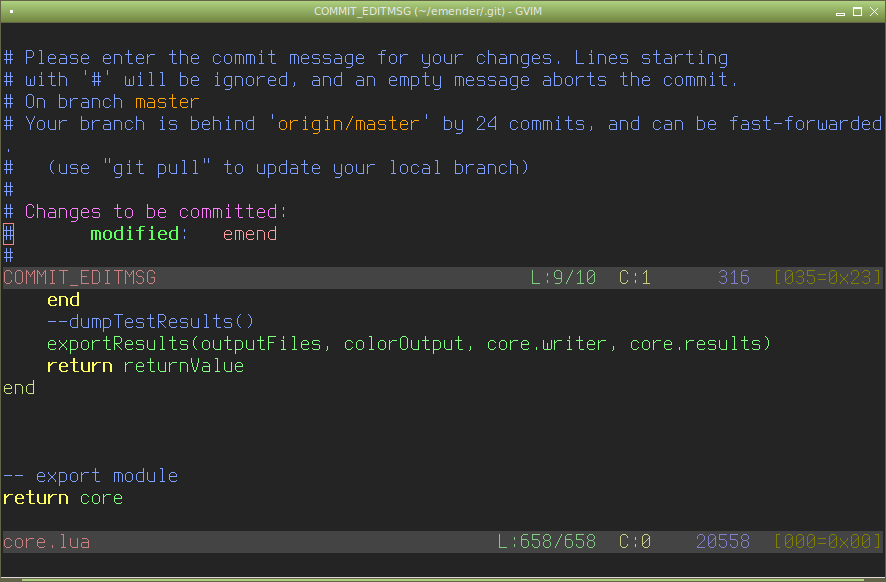 COMMIT_EDITMSG (~/emender/.git) - GVIM
# Please enter the commit message for your changes. Lines starting
# with '#' will be ignored, and an empty message aborts the commit.
# On branch master
# Your branch is behind 'origin/master' by 24 commits, and can be fast-forwarded
.
#   (use "git pull" to update your local branch)
#
# Changes to be committed:
#       modified:   emend
#
COMMIT_EDITMSG L:9/10 C:1 316 [035=0x23]
    end
    --dumpTestResults()
    exportResults(outputFiles, colorOutput, core.writer, core.results)
    return returnValue
end
-- export module
return core
core.lua L:658/658 C:0 20558 [000=0x00]